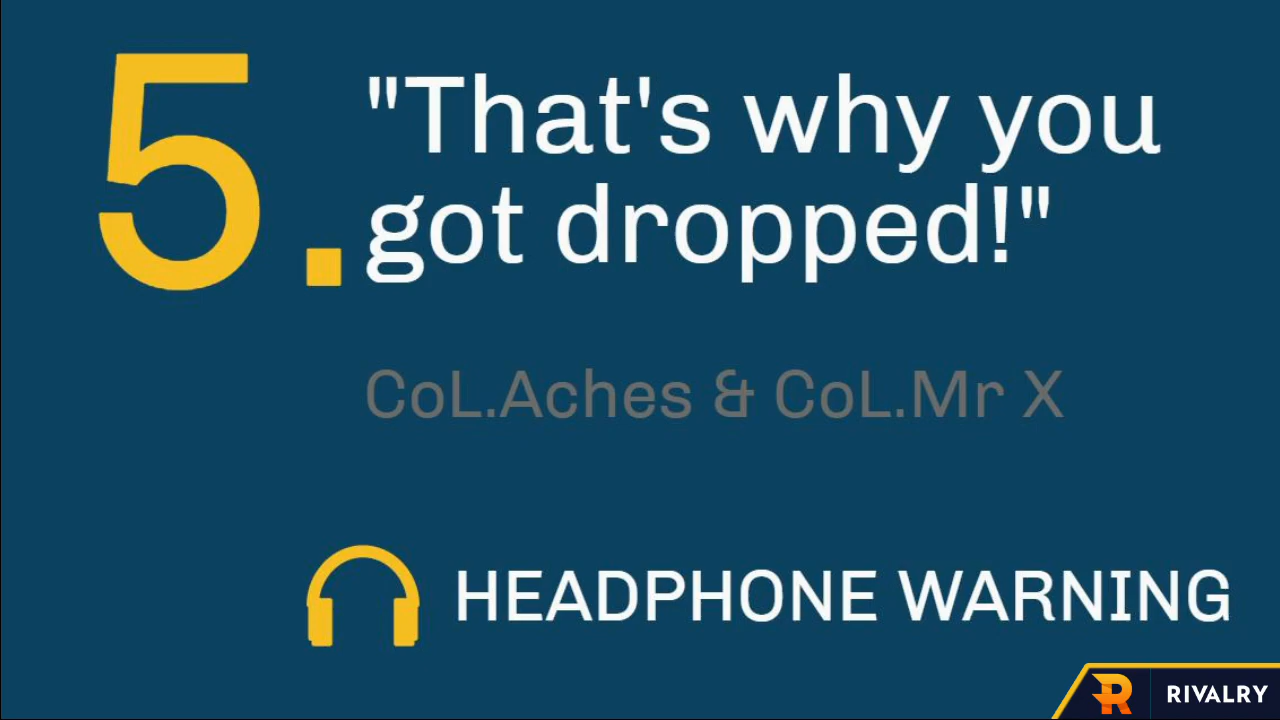 5. "That's why you
got dropped!"
CoL.Aches & CoL.Mr X
HEADPHONE WARNING
RIVALRY